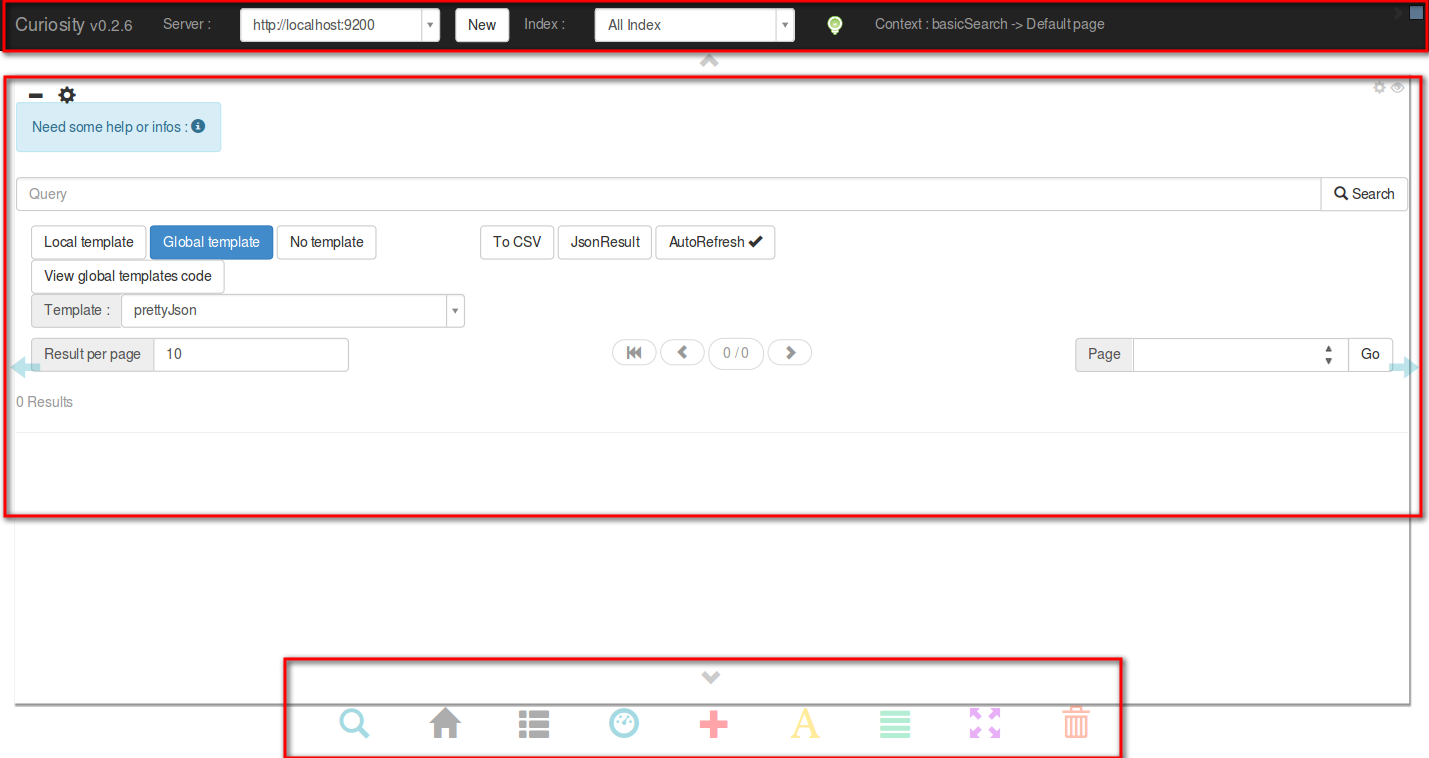 Curiosity v0.2.6 Server : http://localhost:9200 New Index : All Index Context : basicSearch -> Default page
Need some help or infos :
Query Search
Local template Global template No template To CSV JsonResult AutoRefresh
View global templates code
Template : prettyJson
Result per page 10 0 / 0 Page Go
0 Results
A